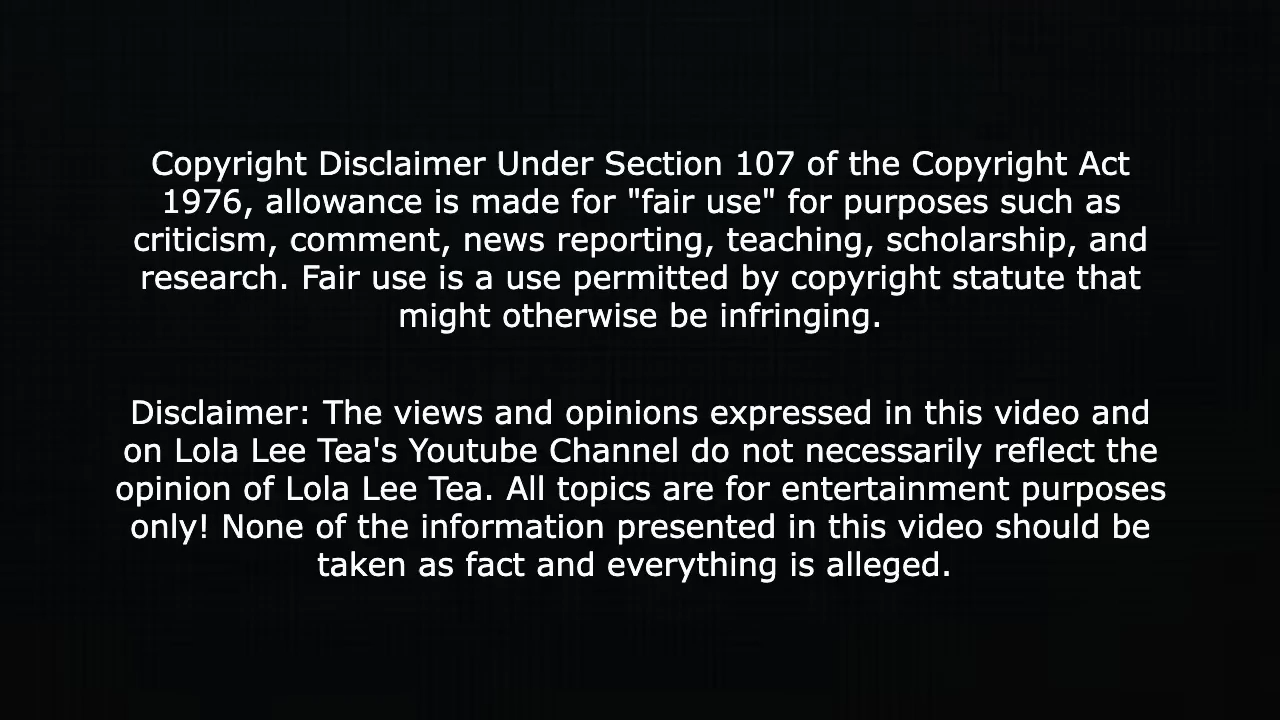 Copyright Disclaimer Under Section 107 of the Copyright Act
1976, allowance is made for "fair use" for purposes such as
criticism, comment, news reporting, teaching, scholarship, and
research. Fair use is a use permitted by copyright statute that
might otherwise be infringing.
Disclaimer: The views and opinions expressed in this video and
on Lola Lee Tea's Youtube Channel do not necessarily reflect the
opinion of Lola Lee Tea. All topics are for entertainment purposes
only! None of the information presented in this video should be
taken as fact and everything is alleged.